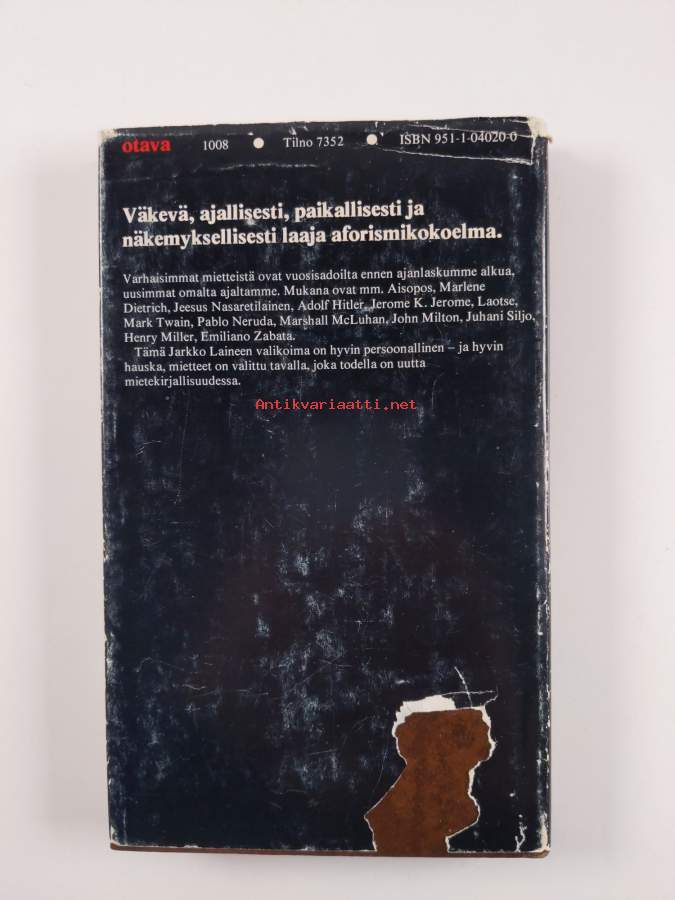 otava 1008 • Tilno 7352 • ISBN 951-1-04020-0
Väkevä, ajallisesti, paikallisesti ja
näkemyksellisesti laaja aforismikokoelma.
Varhaisimmat mietteistä ovat vuosisadoilta ennen ajanlaskumme alkua,
uusimmat omalta ajaltamme. Mukana ovat mm. Aisopos, Marlene
Dietrich, Jeesus Nasaretilainen, Adolf Hitler, Jerome K. Jerome, Laotse,
Mark Twain, Pablo Neruda, Marshall McLuhan, John Milton, Juhani Siljo,
Henry Miller, Emiliano Zabata.
Tämä Jarkko Laineen valikoima on hyvin persoonallinen – ja hyvin
hauska, mietteet on valittu tavalla, joka todella on uutta
mietekirjallisuudessa.
Antikvariaatti.net